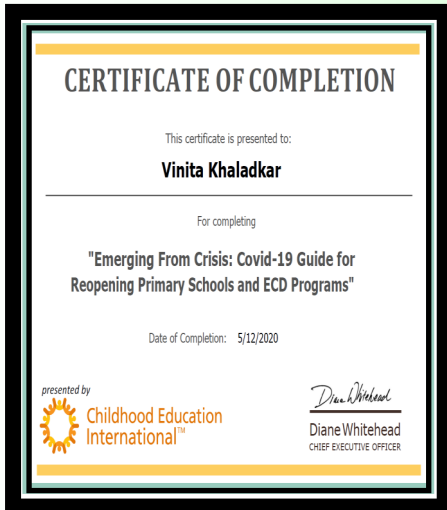 CERTIFICATE OF COMPLETION
This certificate is presented to:
Vinita Khaladkar
For completing
"Emerging From Crisis: Covid-19 Guide for
Reopening Primary Schools and ECD Programs"
Date of Completion: 5/12/2020
presented by
Childhood Education
International™
Diane Whitehead
Diane Whitehead
CHIEF EXECUTIVE OFFICER